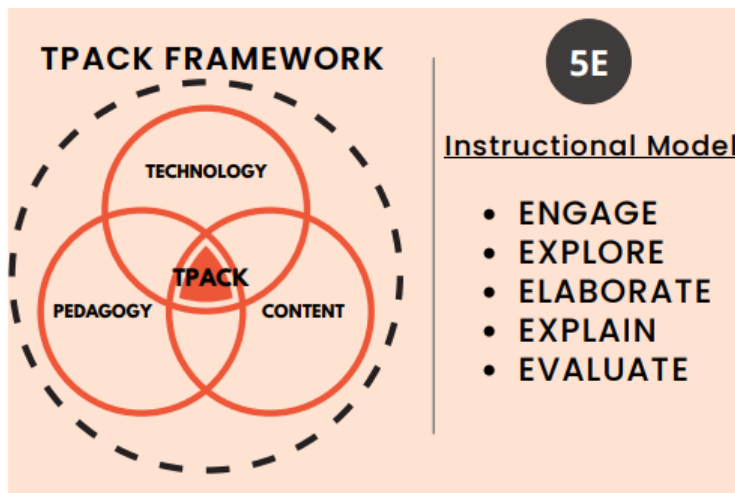 TPACK FRAMEWORK
TECHNOLOGY
TPACK
PEDAGOGY
CONTENT
5E
Instructional Model
ENGAGE
EXPLORE
ELABORATE
EXPLAIN
EVALUATE